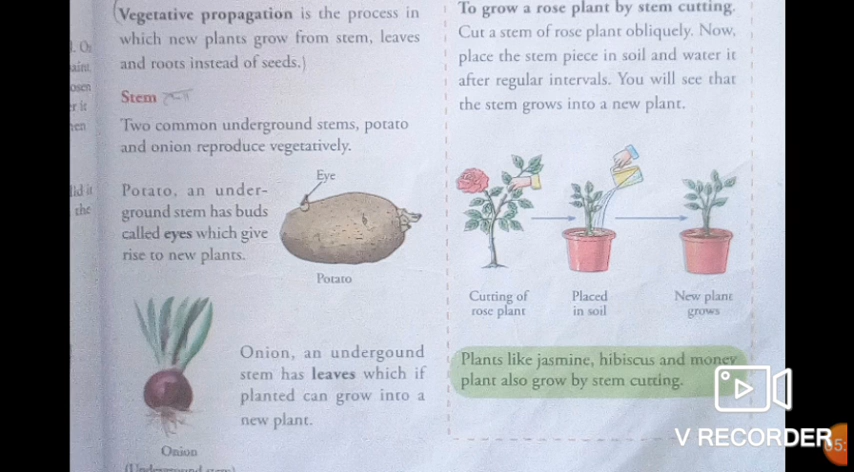 Vegetative propagation is the process in
which new plants grow from stem, leaves
and roots instead of seeds.)
Stem
Two common underground stems, potato
and onion reproduce vegetatively.
Potato, an under-
ground stem has buds
called eyes which give
rise to new plants.
Eye
Potato
Onion, an undergound
stem has leaves which if
planted can grow into a
new plant.
Onion
(Underground stem)
To grow a rose plant by stem cutting.
Cut a stem of rose plant obliquely. Now,
place the stem piece in soil and water it
after regular intervals. You will see that
the stem grows into a new plant.
Cutting of
rose plant
Placed
in soil
New plant
grows
Plants like jasmine, hibiscus and money
plant also grow by stem cutting.
V RECORDER